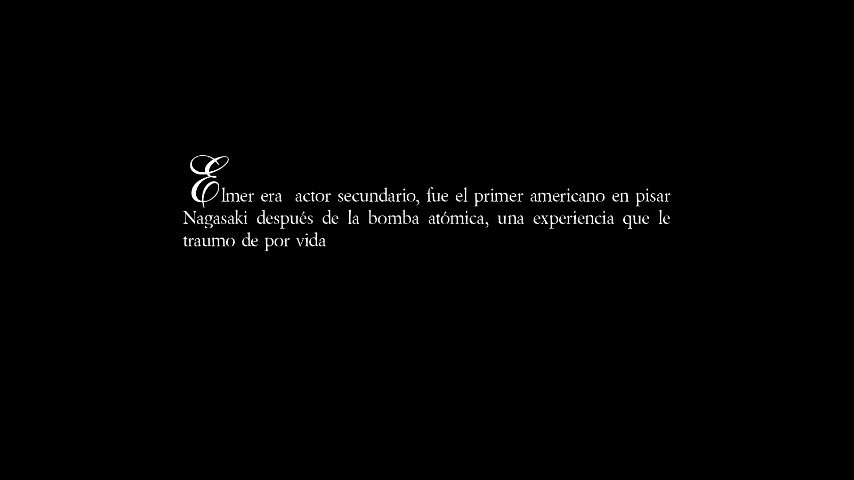 Elmer era actor secundario, fue el primer americano en pisar
Nagasaki después de la bomba atómica, una experiencia que le
traumo de por vida